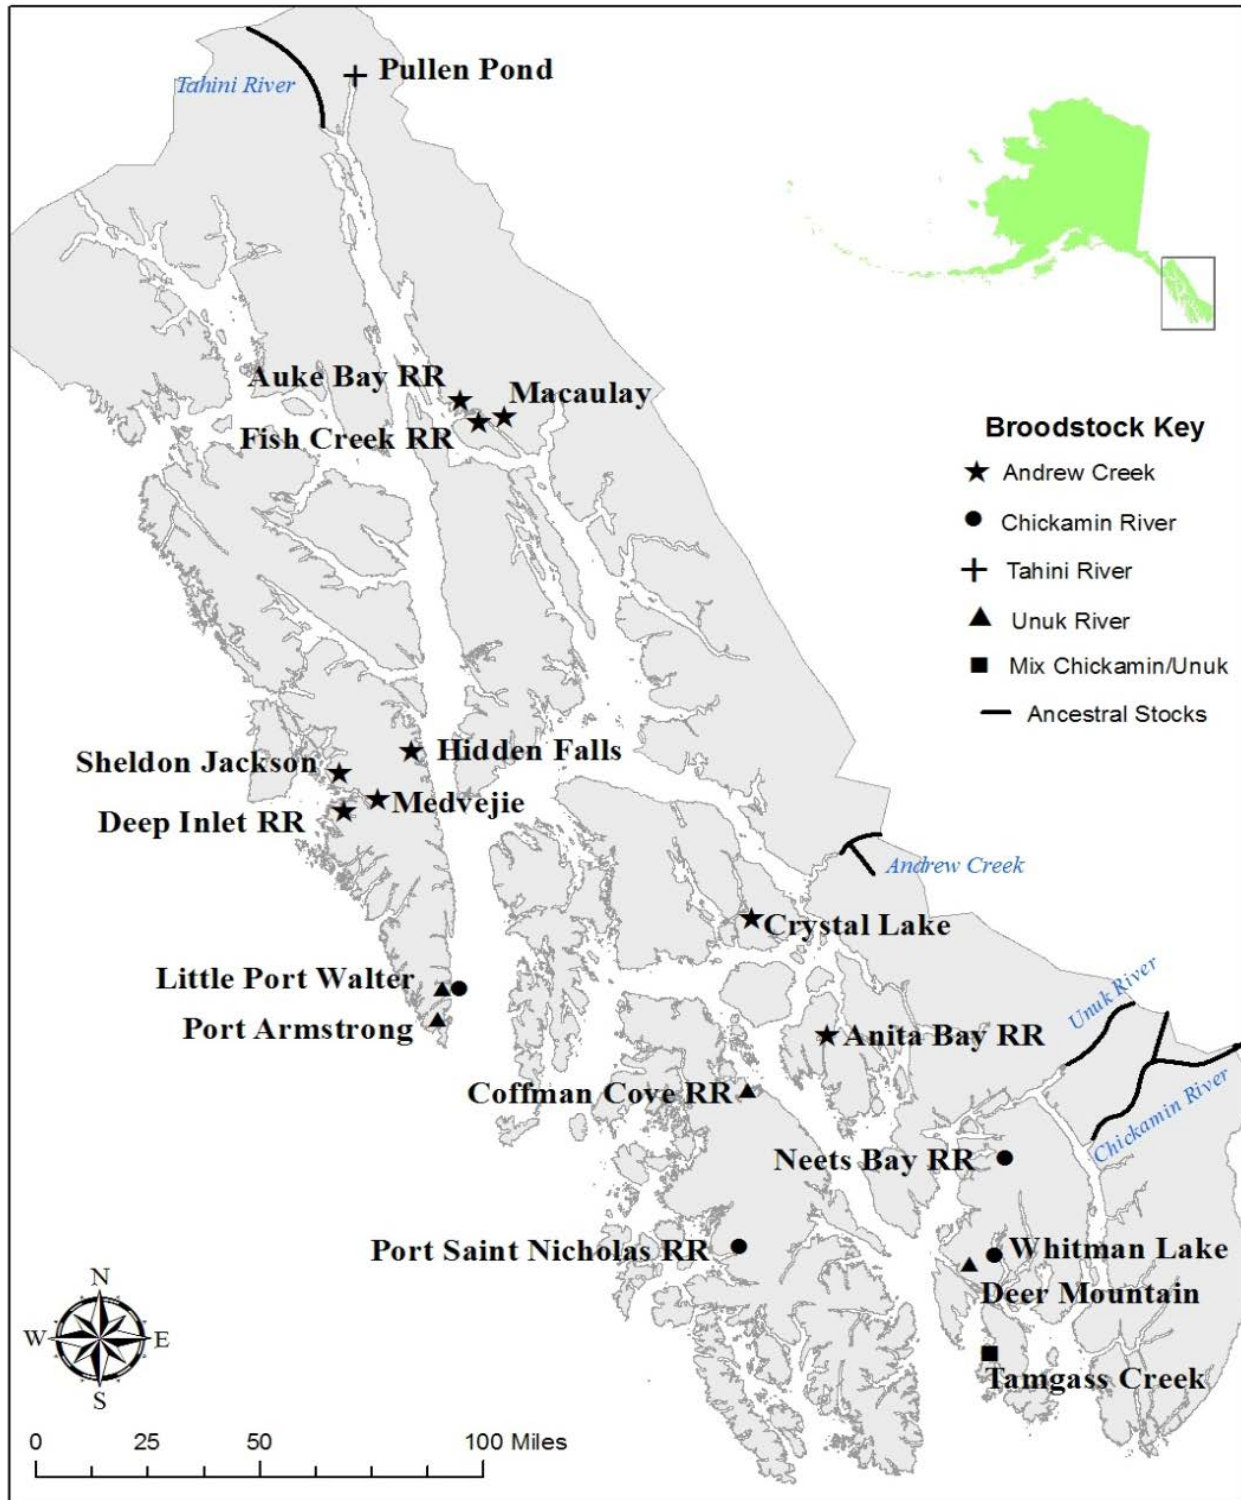 Pullen Pond
Tahini River
Auke Bay RR
Macaulay
Fish Creek RR
Broodstock Key
Andrew Creek
Chickamin River
Tahini River
Unuk River
Mix Chickamin/Unuk
Ancestral Stocks
Hidden Falls
Sheldon Jackson
Medvejie
Deep Inlet RR
Andrew Creek
Crystal Lake
Little Port Walter
Unuk River
Port Armstrong
Anita Bay RR
Coffman Cove RR
Chickamin River
Neets Bay RR
Port Saint Nicholas RR
Whitman Lake
Deer Mountain
N
W
E
S
Tamgass Creek
0 25 50 100 Miles